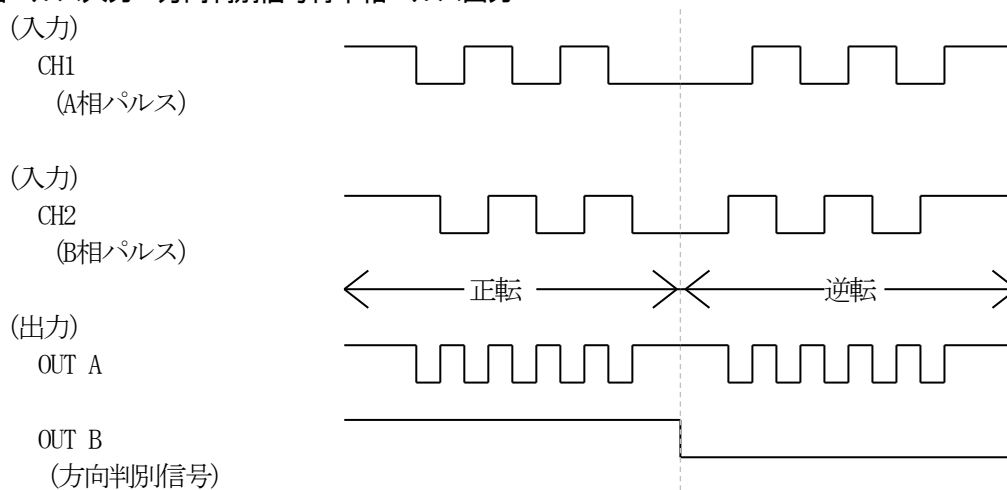 (入力)
CH1
(A相パルス)
(入力)
CH2
(B相パルス)
正転
逆転
(出力)
OUT A
OUT B
(方向判別信号)